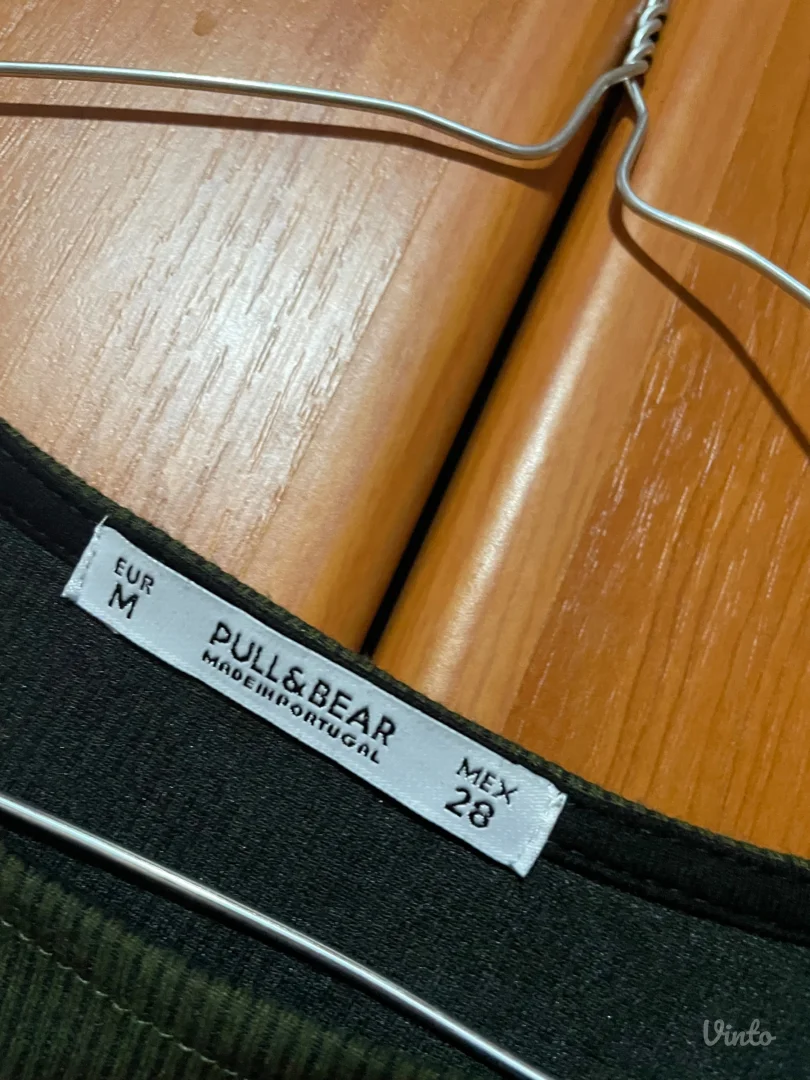 EUR
M
PULL&BEAR
MADE IN PORTUGAL
MEX
28
Vinto